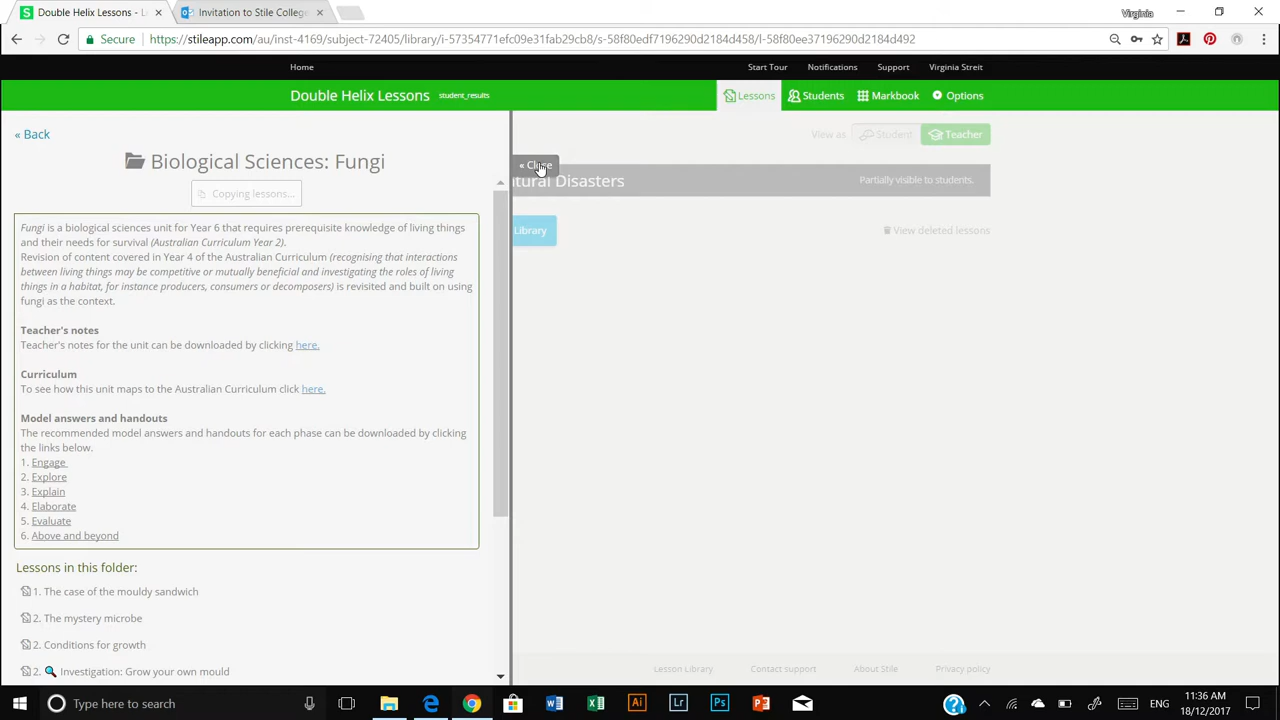 Double Helix Lessons - L
Invitation to Stile College
Virginia
Secure
https://stileapp.com/au/inst-4169/subject-72405/library/i-57354771efc09e31fab29cb8/s-58f80edf7196290d2184d458/l-58f80ee37196290d2184d492
Home
Start Tour
Notifications
Support
Virginia Streit
Double Helix Lessons
student_results
Lessons
Students
Markbook
Options
« Back
View as
Student
Teacher
Biological Sciences: Fungi
« Close
tural Disasters
Partially visible to students.
Copying lessons...
Library
View deleted lessons
Fungi is a biological sciences unit for Year 6 that requires prerequisite knowledge of living things
and their needs for survival (Australian Curriculum Year 2).
Revision of content covered in Year 4 of the Australian Curriculum (recognising that interactions
between living things may be competitive or mutually beneficial and investigating the roles of living
things in a habitat, for instance producers, consumers or decomposers) is revisited and built on using
fungi as the context.
Teacher's notes
Teacher's notes for the unit can be downloaded by clicking here.
Curriculum
To see how this unit maps to the Australian Curriculum click here.
Model answers and handouts
The recommended model answers and handouts for each phase can be downloaded by clicking
the links below.
1. Engage
2. Explore
3. Explain
4. Elaborate
5. Evaluate
6. Above and beyond
Lessons in this folder:
1. The case of the mouldy sandwich
2. The mystery microbe
2. Conditions for growth
2. Investigation: Grow your own mould
Lesson Library
Contact support
About Stile
Privacy policy
Type here to search
ENG
11:36 AM
18/12/2017